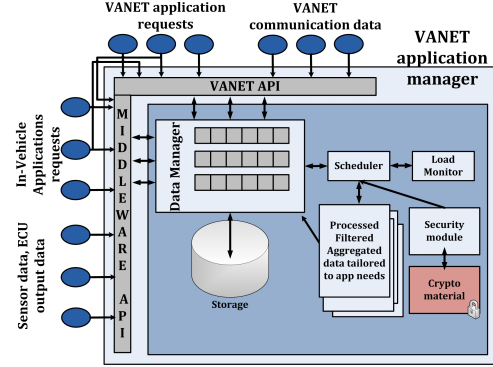 VANET application
requests
VANET
communication data
VANET
application
manager
VANET API
MIDDLEWARE API
In-Vehicle
Applications
requests
Sensor data, ECU
output data
Data Manager
Scheduler
Load
Monitor
Processed
Filtered
Aggregated
data tailored
to app needs
Security
module
Crypto
material
Storage